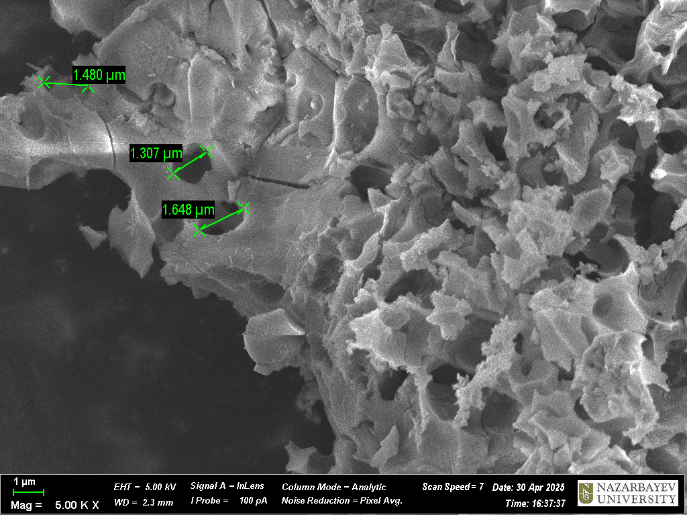 1.480 µm
1.307 µm
1.648 µm
1 µm
Mag = 5.00 K X
EHT = 5.00 kV
WD = 2.3 mm
Signal A = InLens
I Probe = 100 pA
Column Mode = Analytic
Noise Reduction = Pixel Avg.
Scan Speed = 7
Date: 30 Apr 2025
Time: 16:37:37
NAZARBAYEV
UNIVERSITY